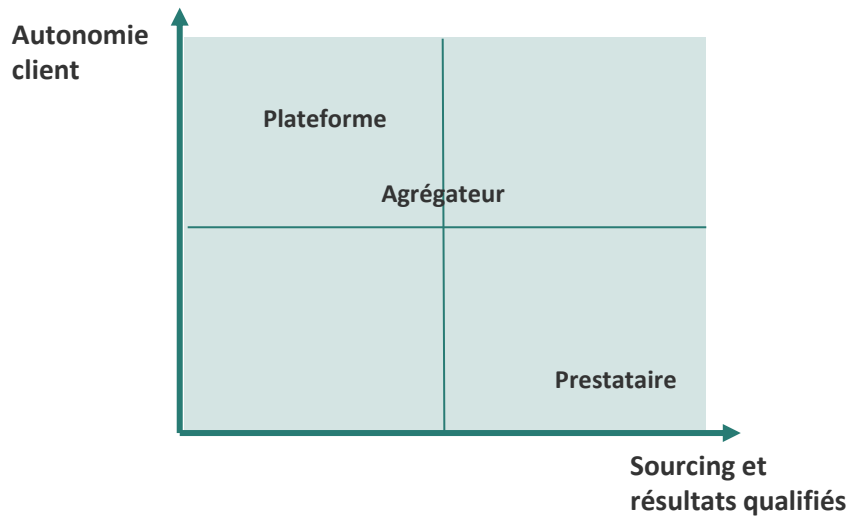 Autonomie
client
Plateforme
Agrégateur
Prestataire
Sourcing et
résultats qualifiés